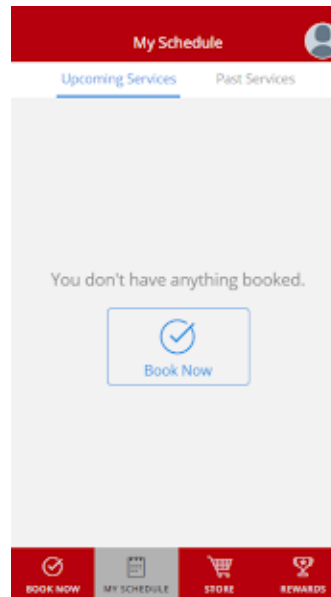 My Schedule
Upcoming Services Past Services
You don't have anything booked.
Book Now
BOOK NOW MY SCHEDULE STORE REWARDS